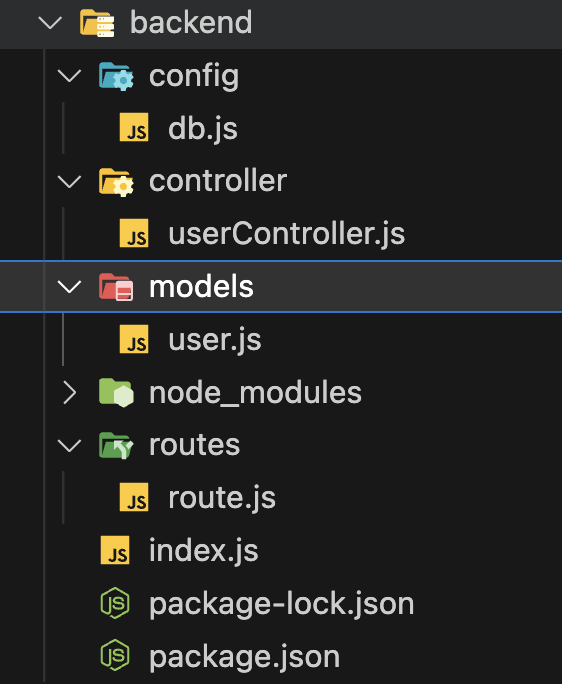 backend
config
JS db.js
controller
JS userController.js
models
JS user.js
node_modules
routes
JS route.js
JS index.js
JS package-lock.json
JS package.json